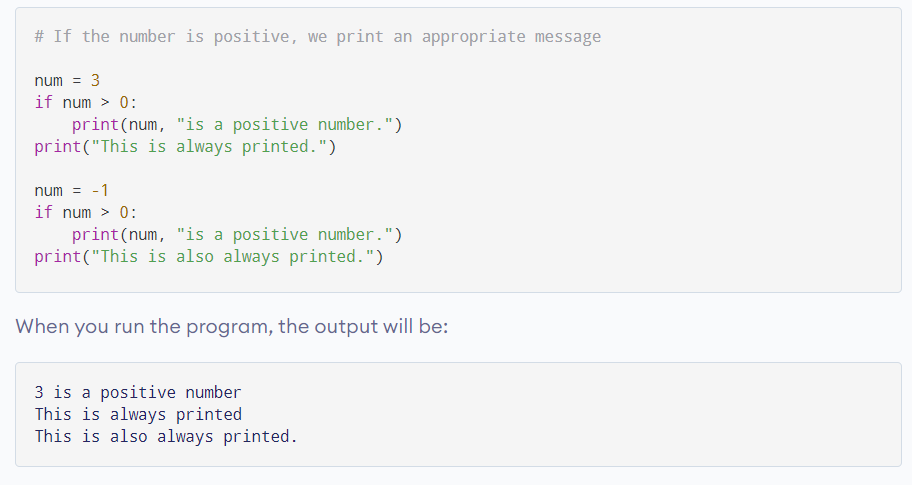 # If the number is positive, we print an appropriate message
num = 3
if num > 0:
    print(num, "is a positive number.")
print("This is always printed.")
num = -1
if num > 0:
    print(num, "is a positive number.")
print("This is also always printed.")
When you run the program, the output will be:
3 is a positive number
This is always printed
This is also always printed.